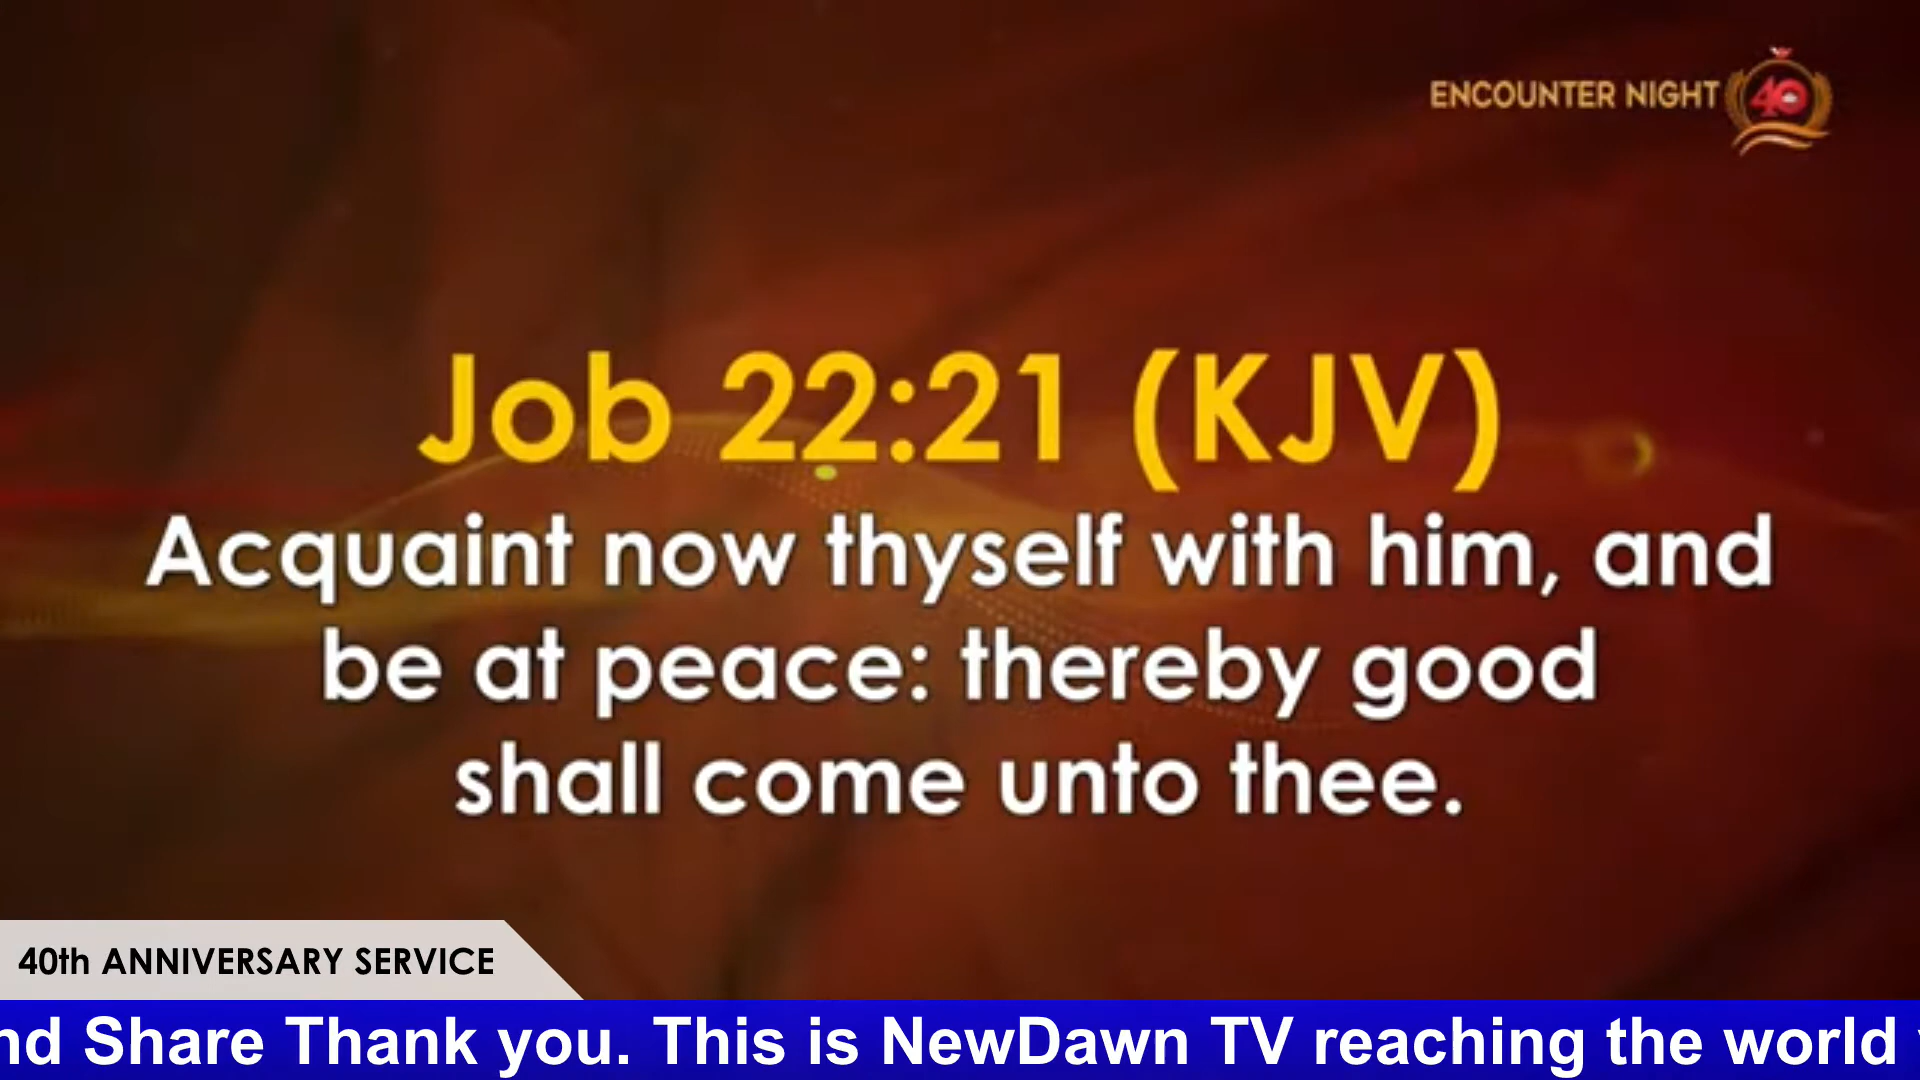 ENCOUNTER NIGHT 40
Job 22:21 (KJV)
Acquaint now thyself with him, and
be at peace: thereby good
shall come unto thee.
40th ANNIVERSARY SERVICE
nd Share Thank you. This is NewDawn TV reaching the world